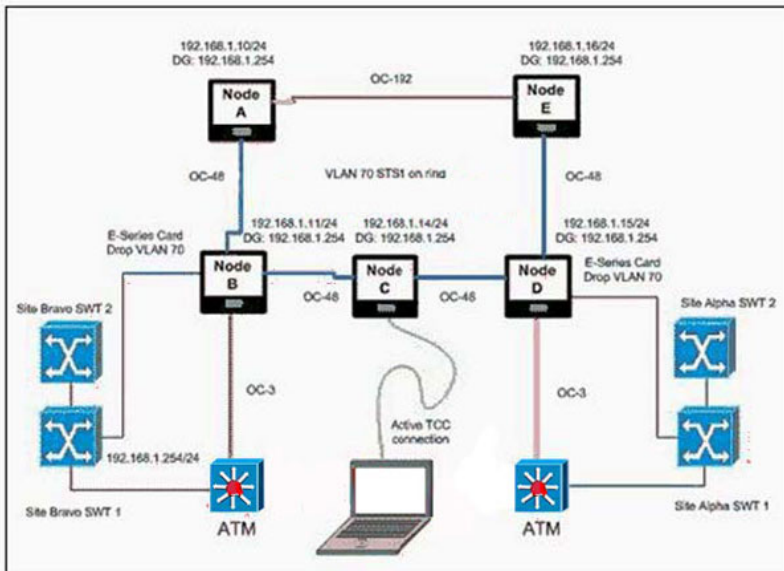 192.168.1.10/24
DG: 192.168.1.254
192.168.1.16/24
DG: 192.168.1.254
Node
A
OC-192
Node
E
OC-48
VLAN 70 STS1 on ring
OC-48
E-Series Card
Drop VLAN 70
192.168.1.11/24
DG: 192.168.1.254
192.168.1.14/24
DG: 192.168.1.254
192.168.1.15/24
DG: 192.168.1.254
E-Series Card
Drop VLAN 70
Node
B
Node
C
Node
D
OC-48
OC-48
Site Bravo SWT 2
Site Alpha SWT 2
OC-3
OC-3
Active TCC
connection
192.168.1.254/24
Site Bravo SWT 1
Site Alpha SWT 1
ATM
ATM